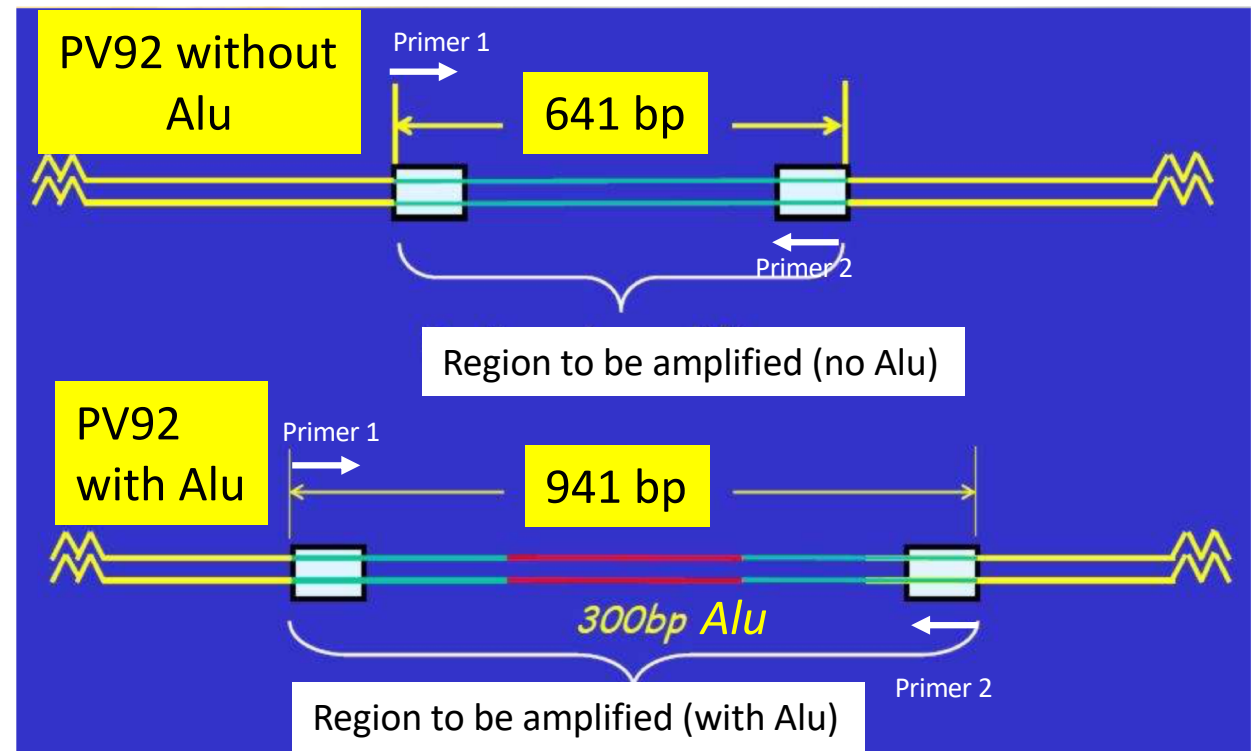 PV92 without
Alu
Primer 1
641 bp
Primer 2
Region to be amplified (no Alu)
PV92
with Alu
Primer 1
941 bp
300bp Alu
Primer 2
Region to be amplified (with Alu)